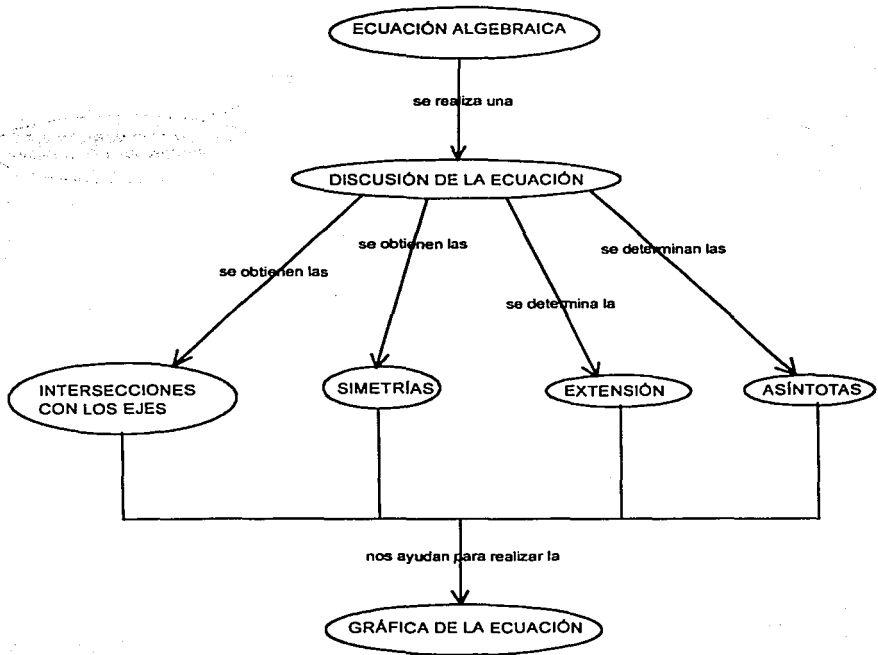 ECUACIÓN ALGEBRAICA
se realiza una
DISCUSIÓN DE LA ECUACIÓN
se obtienen las
se obtienen las
se determina la
se determinan las
INTERSECCIONES
CON LOS EJES
SIMETRÍAS
EXTENSIÓN
ASÍNTOTAS
nos ayudan para realizar la
GRÁFICA DE LA ECUACIÓN